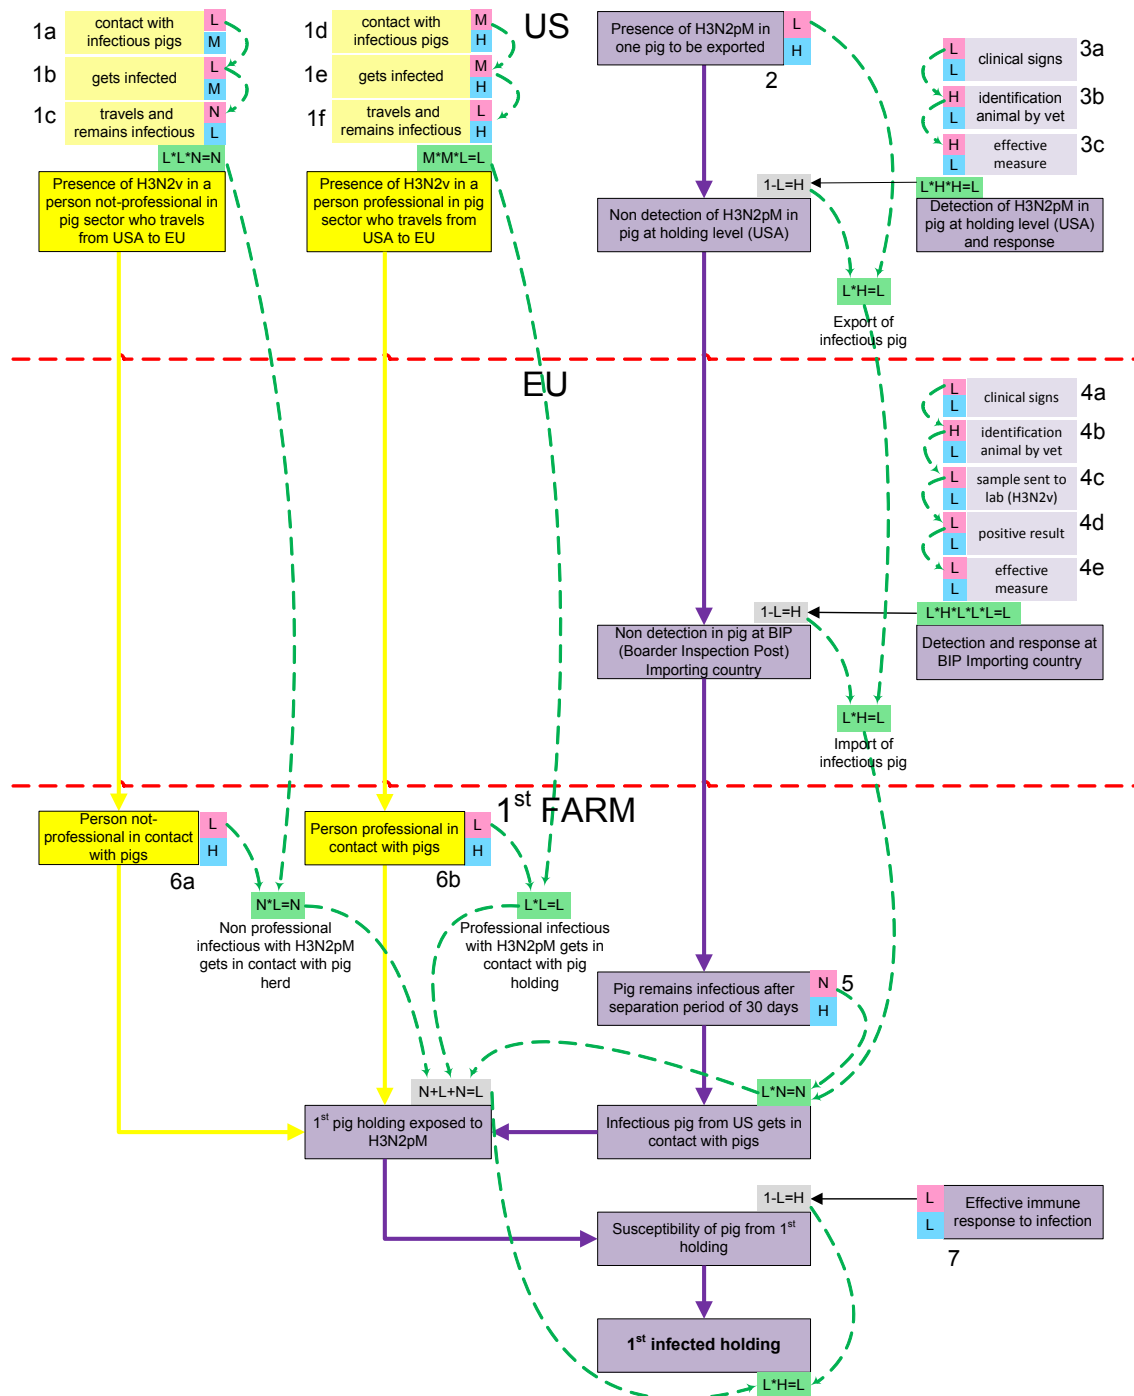 US
1a
contact with
infectious pigs
L
M
1b
gets infected
L
M
1c
travels and
remains infectious
N
L
L*L*N=N
Presence of H3N2v in a
person not-professional in
pig sector who travels
from USA to EU
1d
contact with
infectious pigs
M
H
1e
gets infected
M
H
1f
travels and
remains infectious
L
H
M*M*L=L
Presence of H3N2v in a
person professional in pig
sector who travels from
USA to EU
Presence of H3N2pM in
one pig to be exported
L
H
2
L
L
clinical signs
3a
H
L
identification
animal by vet
3b
H
L
effective
measure
3c
L*H*H=L
Detection of H3N2pM in
pig at holding level (USA)
and response
1-L=H
Non detection of H3N2pM in
pig at holding level (USA)
L*H=L
Export of
infectious pig
EU
L
L
clinical signs
4a
H
L
identification
animal by vet
4b
L
L
sample sent to
lab (H3N2v)
4c
L
L
positive result
4d
L
L
effective
measure
4e
L*H*L*L*L=L
Detection and response at
BIP Importing country
1-L=H
Non detection in pig at BIP
(Boarder Inspection Post)
Importing country
L*H=L
Import of
infectious pig
1st FARM
Person not-
professional in contact
with pigs
L
H
6a
N*L=N
Non professional
infectious with H3N2pM
gets in contact with pig
herd
Person professional in
contact with pigs
L
H
6b
L*L=L
Professional infectious
with H3N2pM gets in
contact with pig
holding
Pig remains infectious after
separation period of 30 days
N
H
5
N+L+N=L
1st pig holding exposed to
H3N2pM
L*N=N
Infectious pig from US gets in
contact with pigs
1-L=H
Susceptibility of pig from 1st
holding
L
L
Effective immune
response to infection
7
1st infected holding
L*H=L